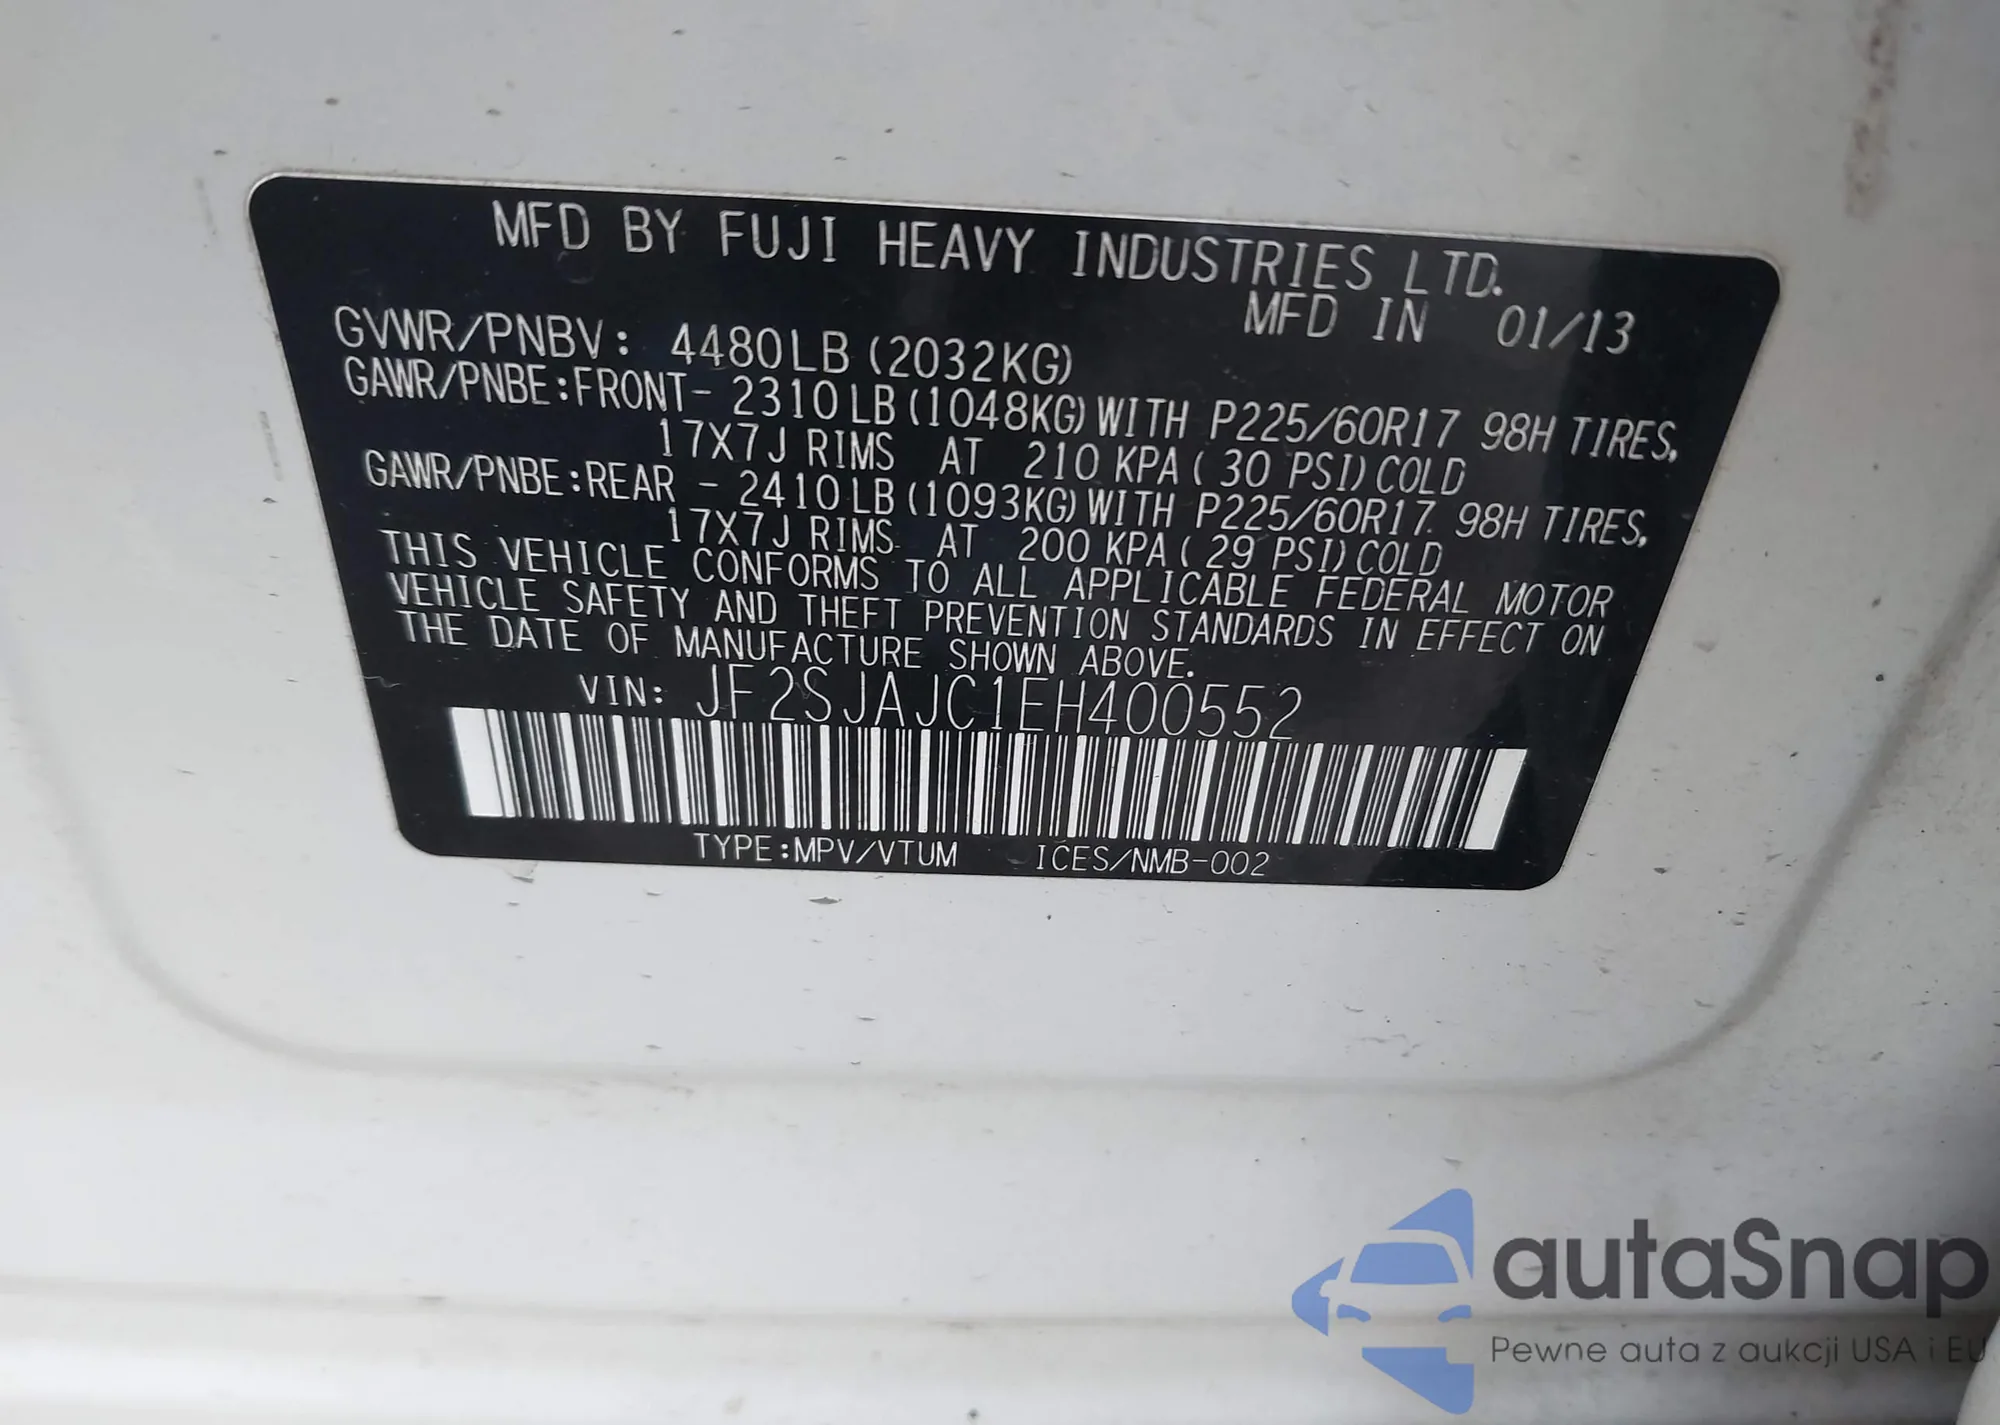 MFD BY FUJI HEAVY INDUSTRIES LTD.
MFD IN 01/13
GVWR/PNBV: 4480LB (2032KG)
GAWR/PNBE:FRONT- 2310LB (1048KG) WITH P225/60R17 98H TIRES,
17X7J RIMS AT 210 KPA ( 30 PSI) COLD
GAWR/PNBE:REAR - 2410LB (1093KG) WITH P225/60R17 98H TIRES,
17X7J RIMS AT 200 KPA ( 29 PSI) COLD
THIS VEHICLE CONFORMS TO ALL APPLICABLE FEDERAL MOTOR
VEHICLE SAFETY AND THEFT PREVENTION STANDARDS IN EFFECT ON
THE DATE OF MANUFACTURE SHOWN ABOVE.
VIN: JF2SJAJC1EH400552
TYPE:MPV/VTUM ICES/NMB-002
autaSnap
Pewne auta z aukcji USA i EU